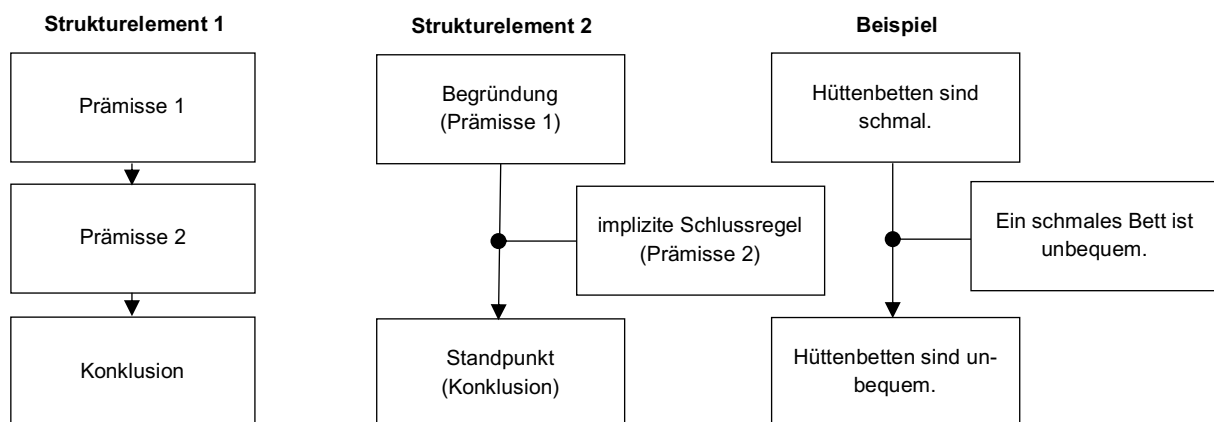 Strukturelement 1
Prämisse 1
Prämisse 2
Konklusion
Strukturelement 2
Begründung
(Prämisse 1)
implizite Schlussregel
(Prämisse 2)
Standpunkt
(Konklusion)
Beispiel
Hüttenbetten sind
schmal.
Ein schmales Bett ist
unbequem.
Hüttenbetten sind un-
bequem.